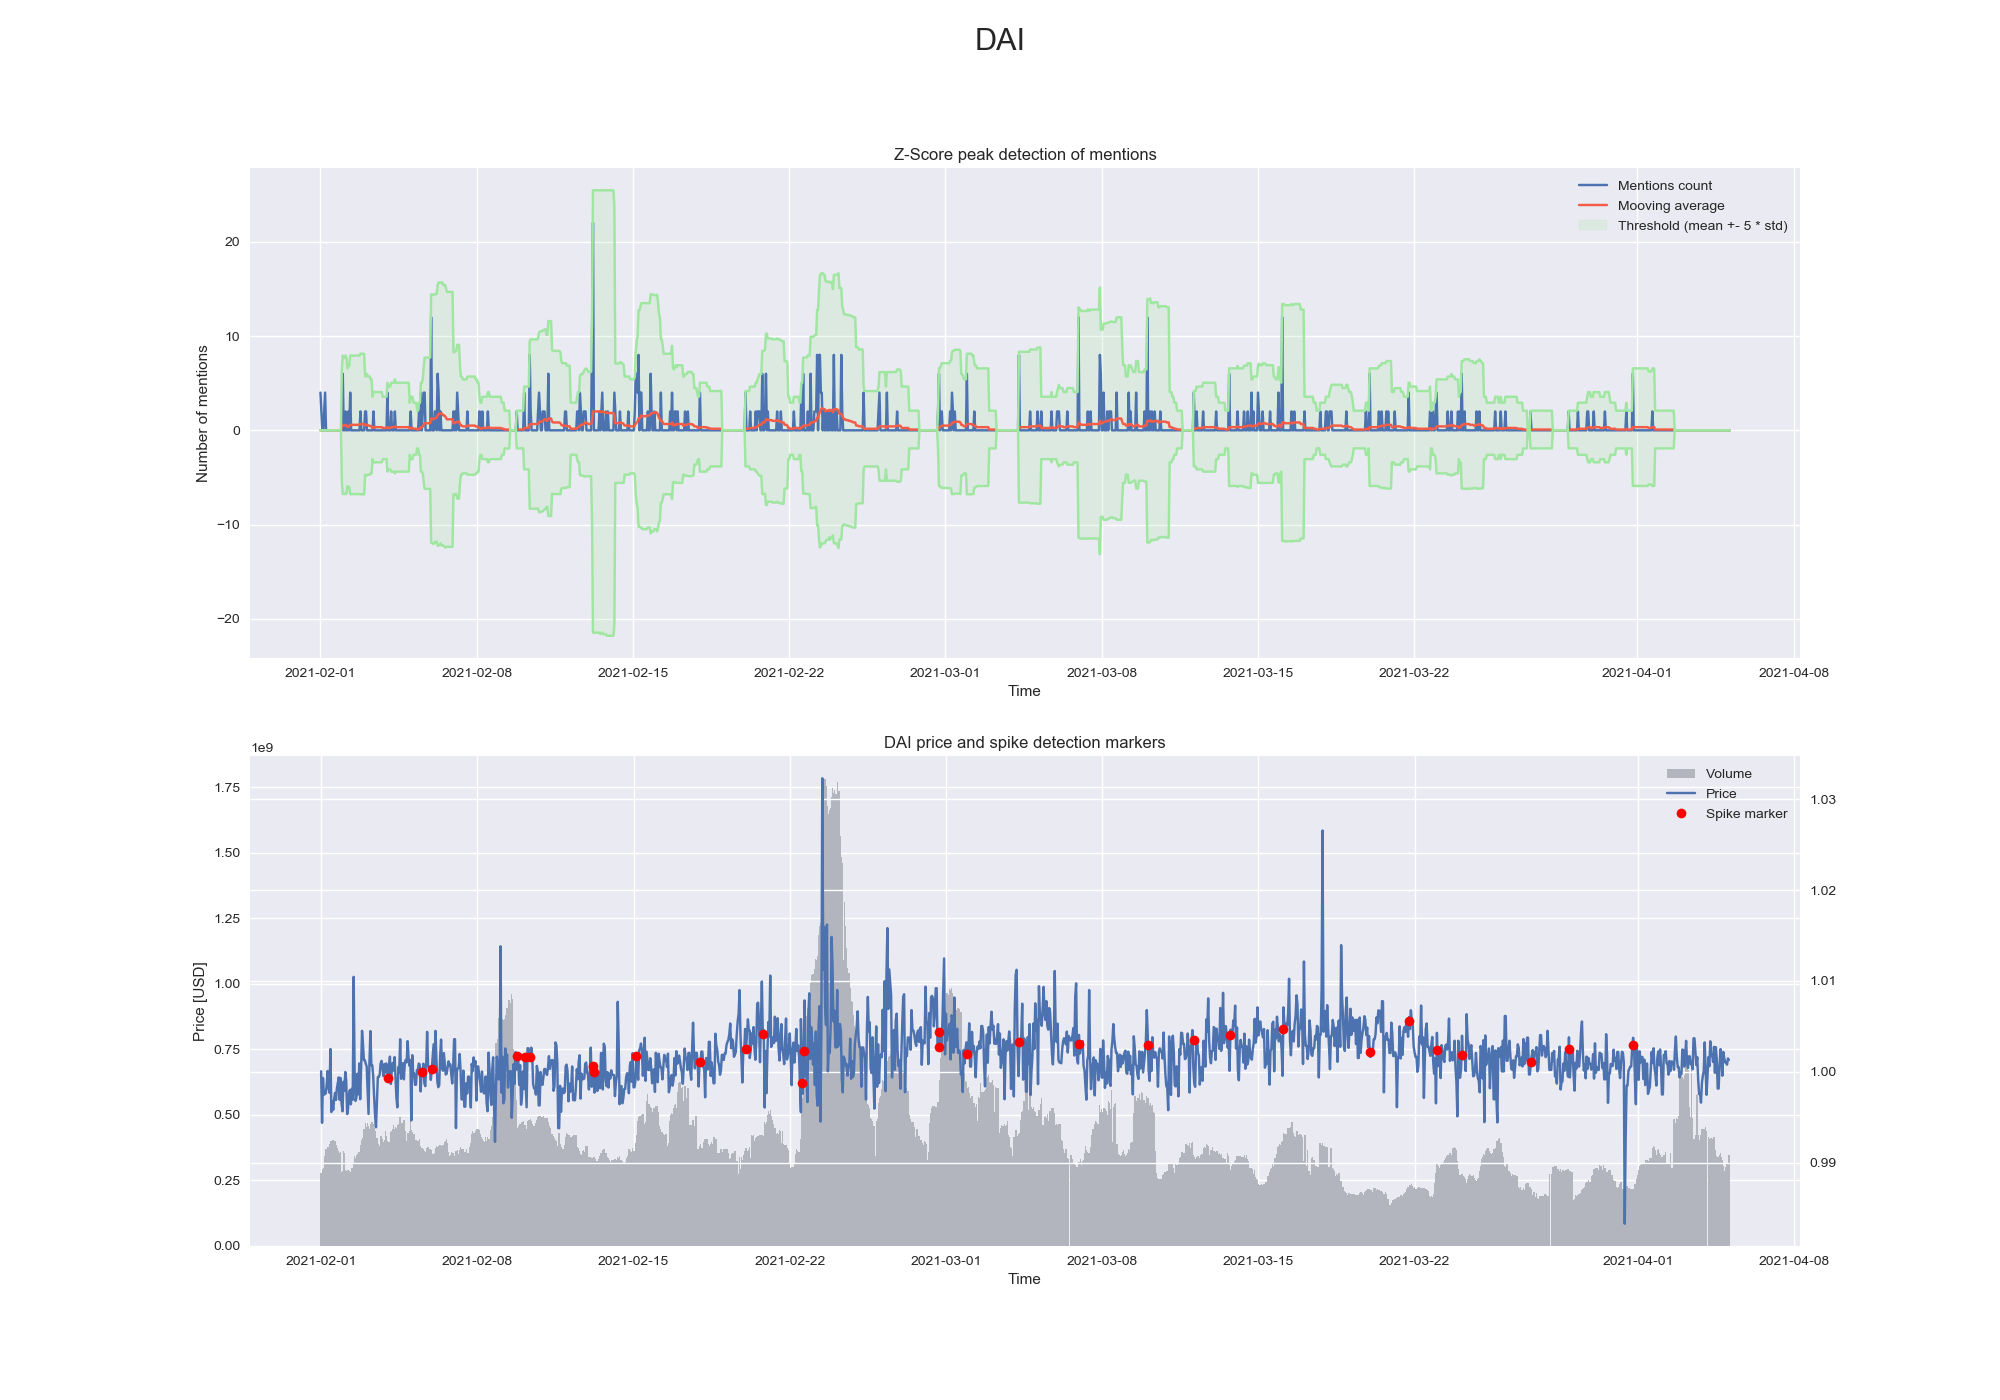 DAI
Z-Score peak detection of mentions
Mentions count
Mooving average
Threshold (mean +- 5 * std)
20
10
0
−10
−20
Number of mentions
2021-02-01 2021-02-08 2021-02-15 2021-02-22 2021-03-01 2021-03-08 2021-03-15 2021-03-22 2021-04-01 2021-04-08
Time
DAI price and spike detection markers
1e9
Volume
Price
Spike marker
1.75
1.50
1.25
1.00
0.75
0.50
0.25
0.00
Price [USD]
1.03
1.02
1.01
1.00
0.99
2021-02-01 2021-02-08 2021-02-15 2021-02-22 2021-03-01 2021-03-08 2021-03-15 2021-03-22 2021-04-01 2021-04-08
Time